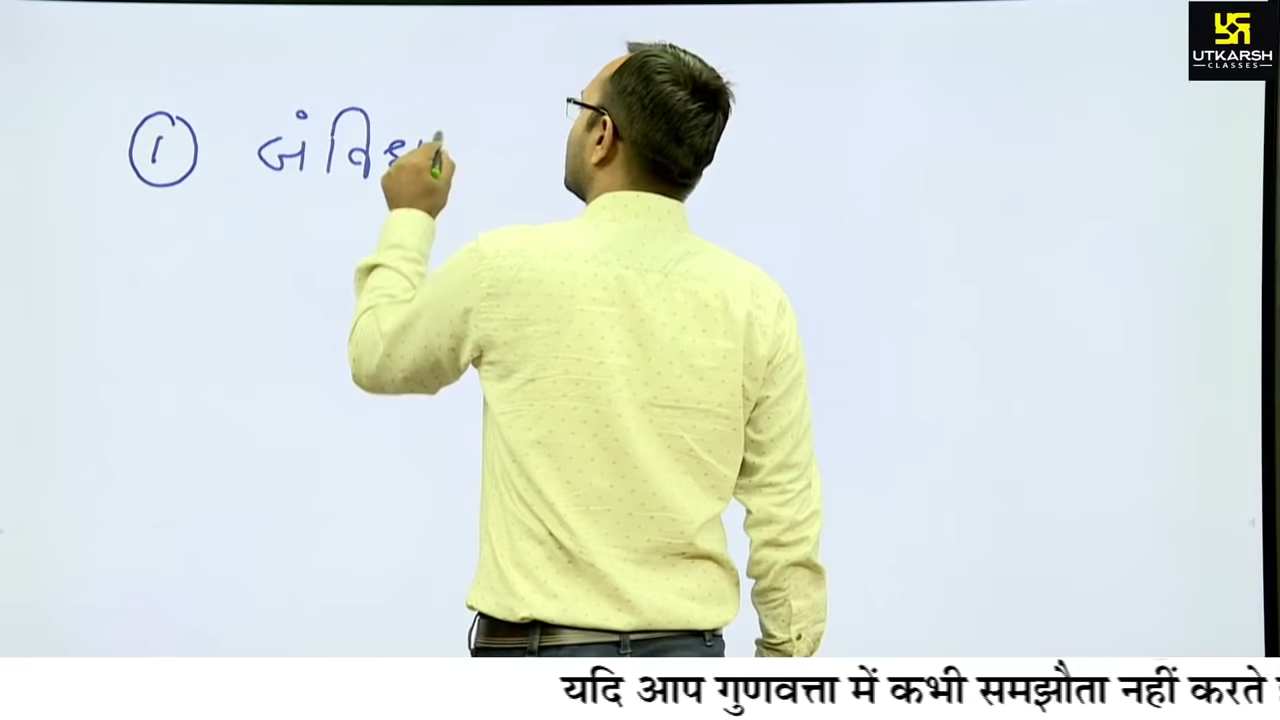 UTKARSH
CLASSES
①
यदि आप गुणवत्ता में कभी समझौता नहीं करते